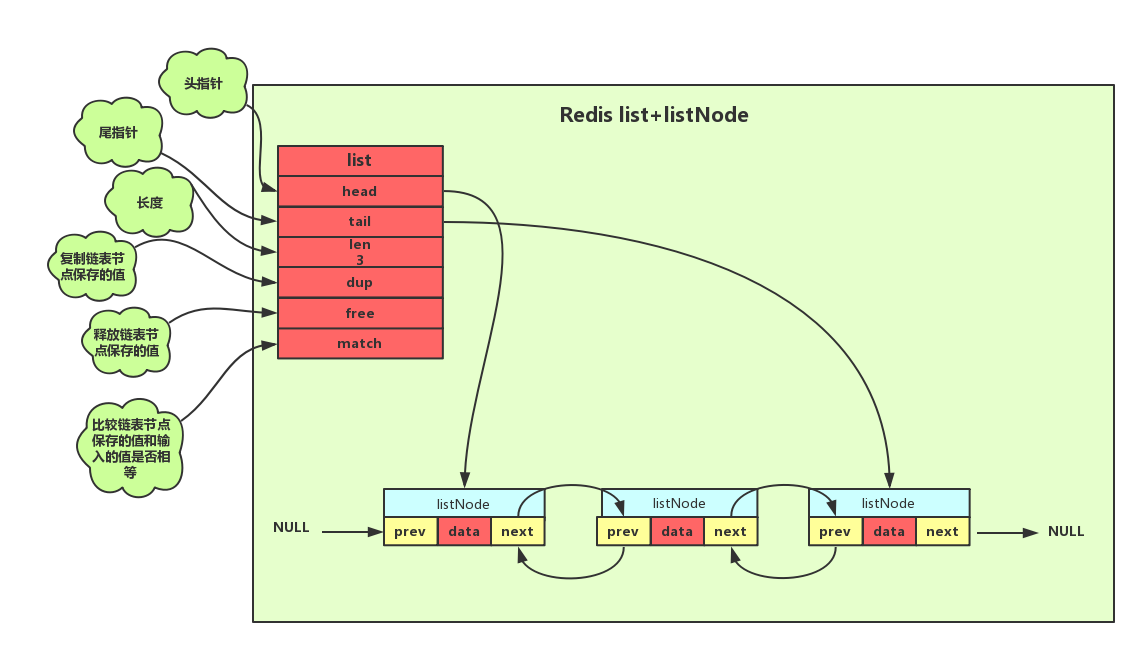 头指针
尾指针
长度
复制链表节
点保存的值
释放链表节
点保存的值
比较链表节点
保存的值和输
入的值是否相
等
Redis list+listNode
list
head
tail
len
3
dup
free
match
listNode
listNode
listNode
NULL
prev data next
prev data next
prev data next
NULL